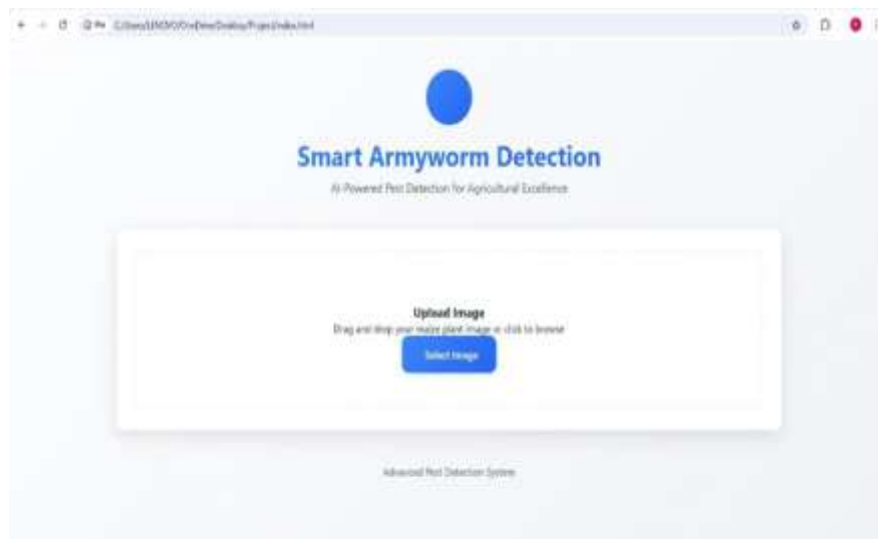 Smart Armyworm Detection
AI-Powered Pest Detection for Agricultural Excellence
Upload Image
Drag and drop your maize plant image or click to browse
Select Image
Advanced Pest Detection System